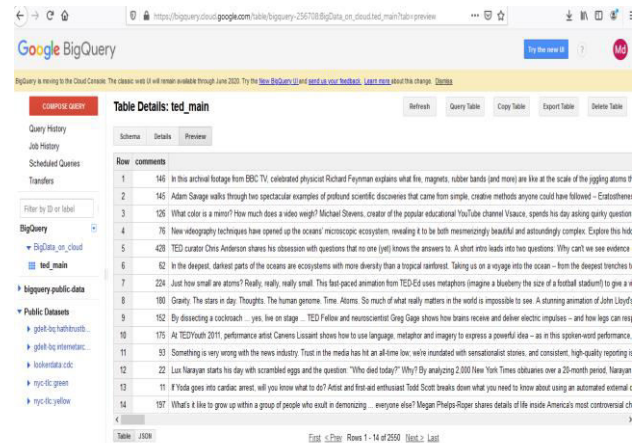 https://bigquery.cloud.google.com/table/bigquery-256708:BigData_on_cloud.ted_main?tab=preview
Google BigQuery
Try the new UI
?
Md
BigQuery is moving to the Cloud Console. The classic web UI will remain available through June 2020. Try the New BigQuery UI and send us your feedback. Learn more about this change. Dismiss
COMPOSE QUERY
Query History
Job History
Scheduled Queries
Transfers
Filter by ID or label
BigQuery
BigData_on_cloud
ted_main
bigquery-public-data
Public Datasets
gdelt-bq:hathitrustb...
gdelt-bq:internetarc...
lookerdata:cdc
nyc-tlc:green
nyc-tlc:yellow
Table Details: ted_main
Refresh Query Table Copy Table Export Table Delete Table
Schema Details Preview
Row comments
1 146 In this archival footage from BBC TV, celebrated physicist Richard Feynman explains what fire, magnets, rubber bands (and more) are like at the scale of the jiggling atoms th
2 145 Adam Savage walks through two spectacular examples of profound scientific discoveries that came from simple, creative methods anyone could have followed – Eratosthenes
3 126 What color is a mirror? How much does a video weigh? Michael Stevens, creator of the popular educational YouTube channel Vsauce, spends his day asking quirky question
4 76 New videography techniques have opened up the oceans' microscopic ecosystem, revealing it to be both mesmerizingly beautiful and astoundingly complex. Explore this hidd
5 428 TED curator Chris Anderson shares his obsession with questions that no one (yet) knows the answers to. A short intro leads into two questions: Why can't we see evidence
6 62 In the deepest, darkest parts of the oceans are ecosystems with more diversity than a tropical rainforest. Taking us on a voyage into the ocean – from the deepest trenches to
7 224 Just how small are atoms? Really, really, really small. This fast-paced animation from TED-Ed uses metaphors (imagine a blueberry the size of a football stadium!) to give a vi
8 180 Gravity. The stars in day. Thoughts. The human genome. Time. Atoms. So much of what really matters in the world is impossible to see. A stunning animation of John Lloyd's
9 152 By dissecting a cockroach ... yes, live on stage ... TED Fellow and neuroscientist Greg Gage shows how brains receive and deliver electric impulses – and how legs can resp
10 175 At TEDYouth 2011, performance artist Carvens Lissaint shows how to use language, metaphor and imagery to express a powerful idea – as in this spoken-word performance,
11 93 Something is very wrong with the news industry. Trust in the media has hit an all-time low; we're inundated with sensationalist stories, and consistent, high-quality reporting is
12 22 Lux Narayan starts his day with scrambled eggs and the question: "Who died today?" Why? By analyzing 2,000 New York Times obituaries over a 20-month period, Narayan
13 11 If Yoda goes into cardiac arrest, will you know what to do? Artist and first-aid enthusiast Todd Scott breaks down what you need to know about using an automated external d
14 197 What's it like to grow up within a group of people who exult in demonizing ... everyone else? Megan Phelps-Roper shares details of life inside America's most controversial ch
Table JSON
First < Prev Rows 1 - 14 of 2550 Next > Last